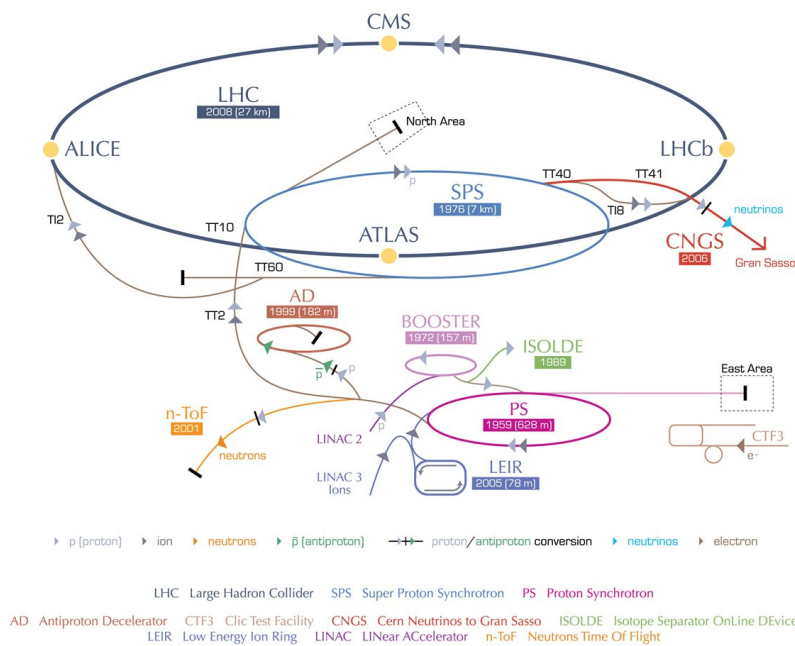 CMS
LHC
2008 (27 km)
North Area
ALICE
LHCb
TT40
TT41
SPS
1976 (7 km)
TI8
TI2
TT10
p
neutrinos
CNGS
2006
Gran Sasso
ATLAS
TT60
AD
1999 (182 m)
TT2
BOOSTER
1972 (157 m)
ISOLDE
1989
p̅
p
East Area
n-ToF
2001
neutrons
LINAC 2
p
PS
1959 (628 m)
CTF3
e-
LINAC 3
Ions
LEIR
2005 (78 m)
p (proton) ion neutrons p̅ (antiproton) proton/antiproton conversion neutrinos electron
LHC Large Hadron Collider SPS Super Proton Synchrotron PS Proton Synchrotron
AD Antiproton Decelerator CTF3 Clic Test Facility CNGS Cern Neutrinos to Gran Sasso ISOLDE Isotope Separator OnLine DEvice
LEIR Low Energy Ion Ring LINAC LINear ACcelerator n-ToF Neutrons Time Of Flight